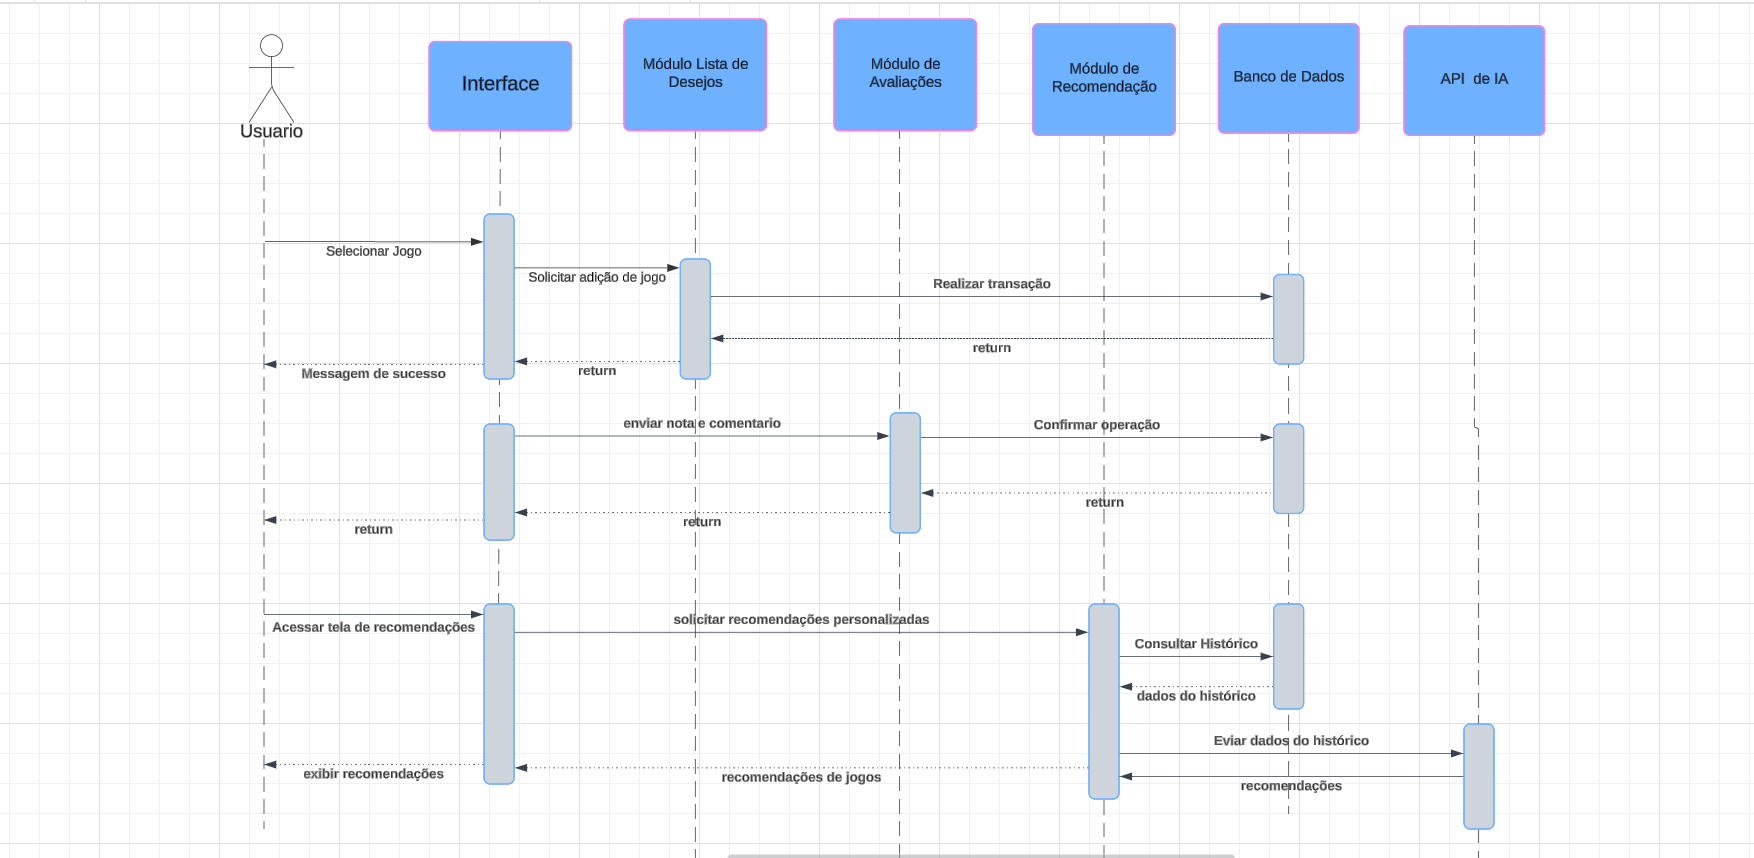 Usuario
Interface
Módulo Lista de
Desejos
Módulo de
Avaliações
Módulo de
Recomendação
Banco de Dados
API de IA
Selecionar Jogo
Solicitar adição de jogo
Realizar transação
return
return
Messagem de sucesso
enviar nota e comentario
Confirmar operação
return
return
return
Acessar tela de recomendações
solicitar recomendações personalizadas
Consultar Histórico
dados do histórico
Eviar dados do histórico
recomendações
recomendações de jogos
exibir recomendações